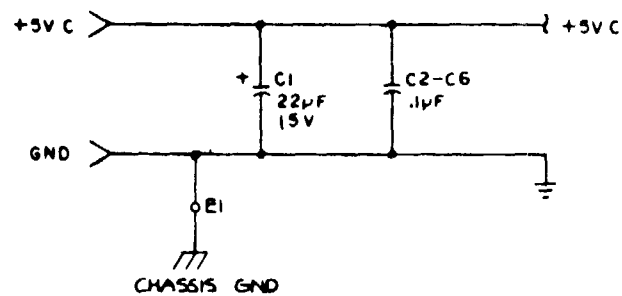 +5V C
+5V C
+ C1
22µF
15V
C2-C6
.1µF
GND
E1
CHASSIS GND